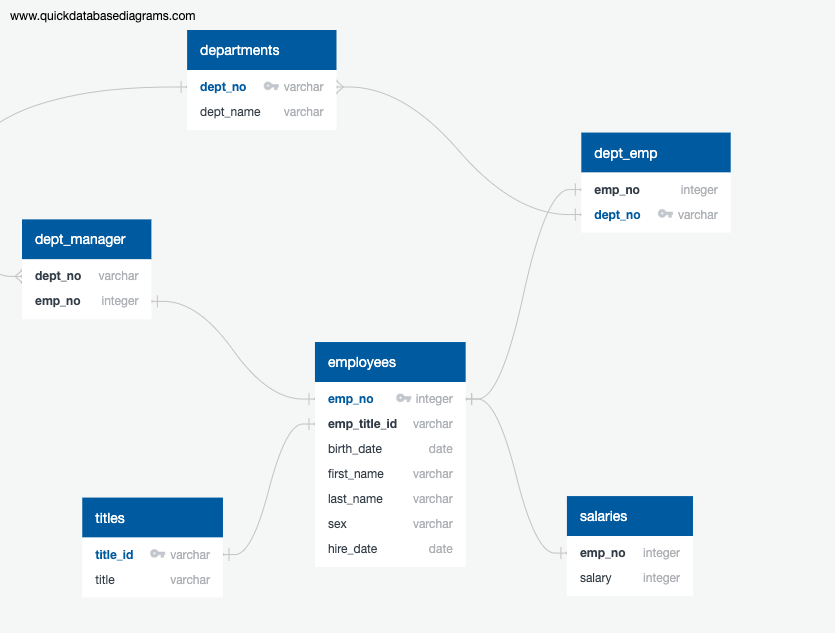 www.quickdatabasediagrams.com
departments
dept_no varchar
dept_name varchar
dept_emp
emp_no integer
dept_no varchar
dept_manager
dept_no varchar
emp_no integer
employees
emp_no integer
emp_title_id varchar
birth_date date
first_name varchar
last_name varchar
sex varchar
hire_date date
titles
title_id varchar
title varchar
salaries
emp_no integer
salary integer